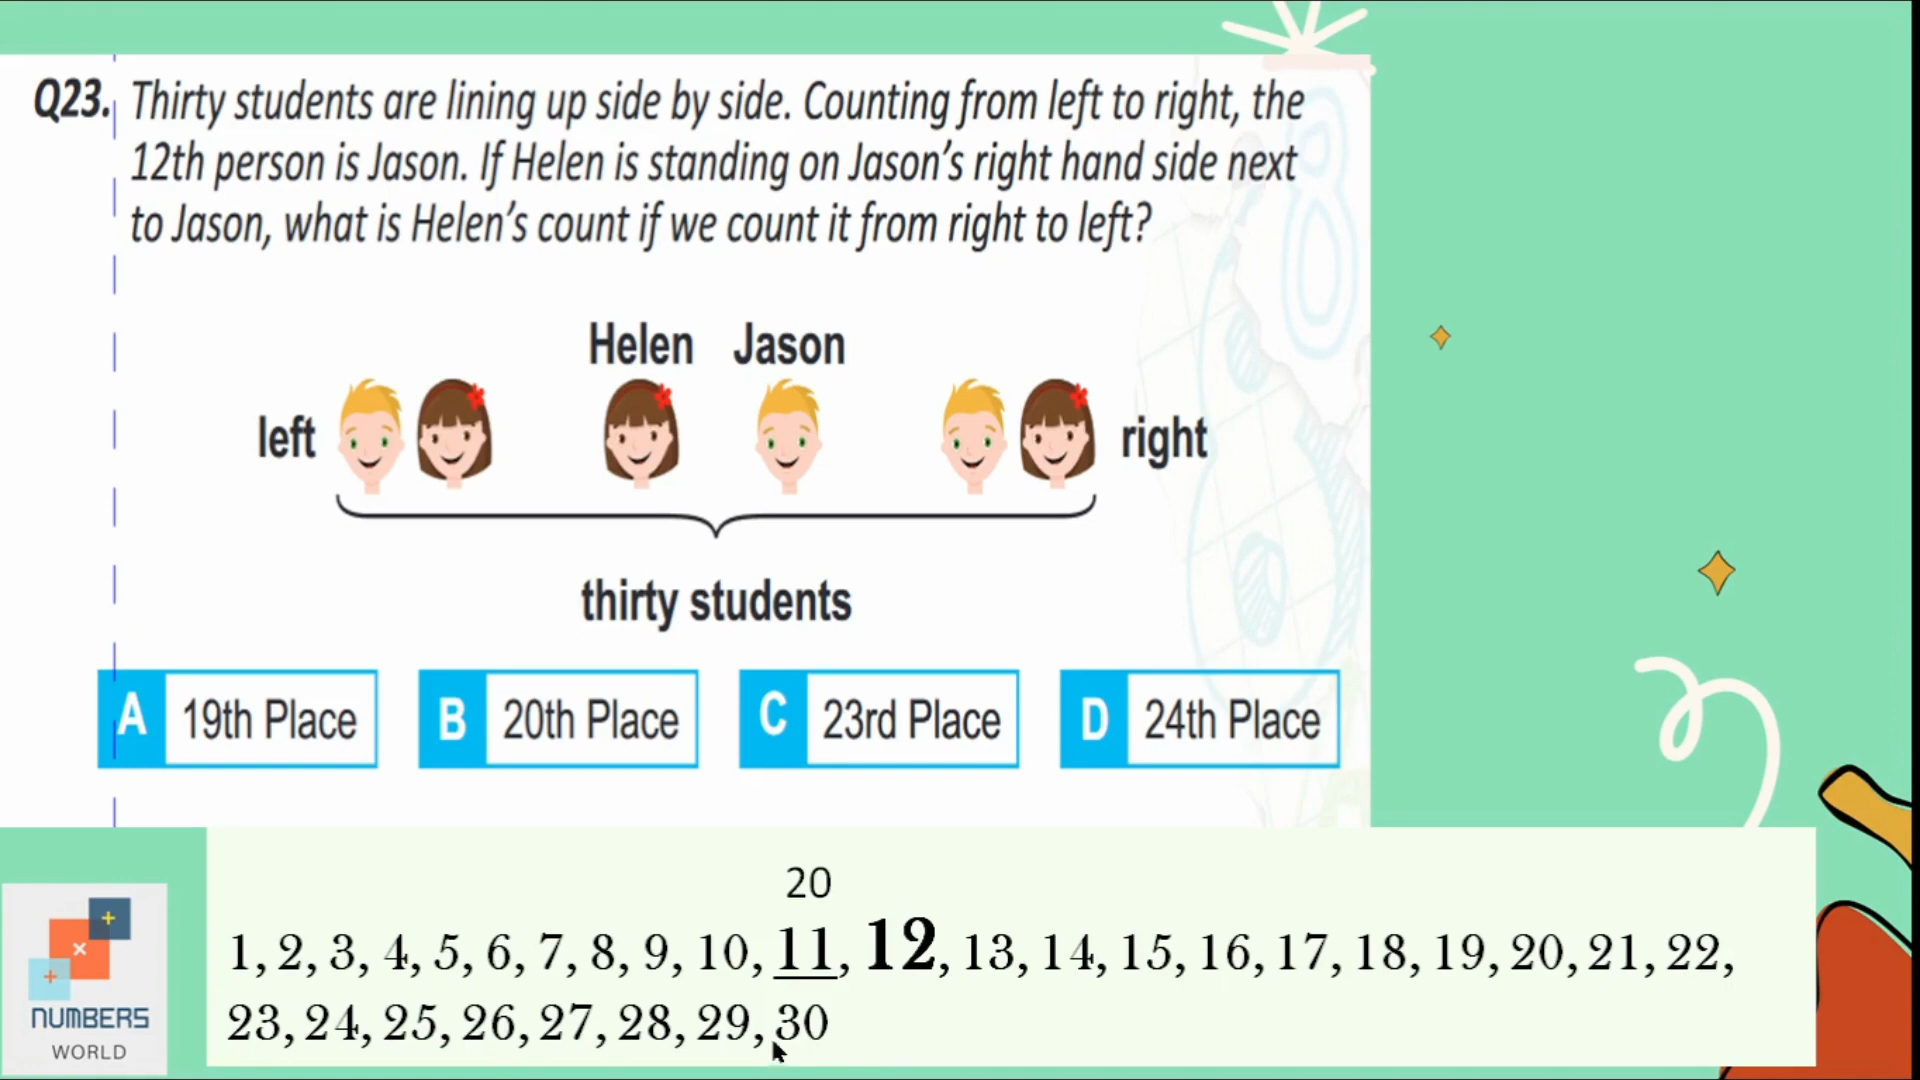 Q23. Thirty students are lining up side by side. Counting from left to right, the
12th person is Jason. If Helen is standing on Jason's right hand side next
to Jason, what is Helen's count if we count it from right to left?
Helen Jason
left right
thirty students
A 19th Place B 20th Place C 23rd Place D 24th Place
20
1, 2, 3, 4, 5, 6, 7, 8, 9, 10, 11, 12, 13, 14, 15, 16, 17, 18, 19, 20, 21, 22,
23, 24, 25, 26, 27, 28, 29, 30
NUMBERS
WORLD